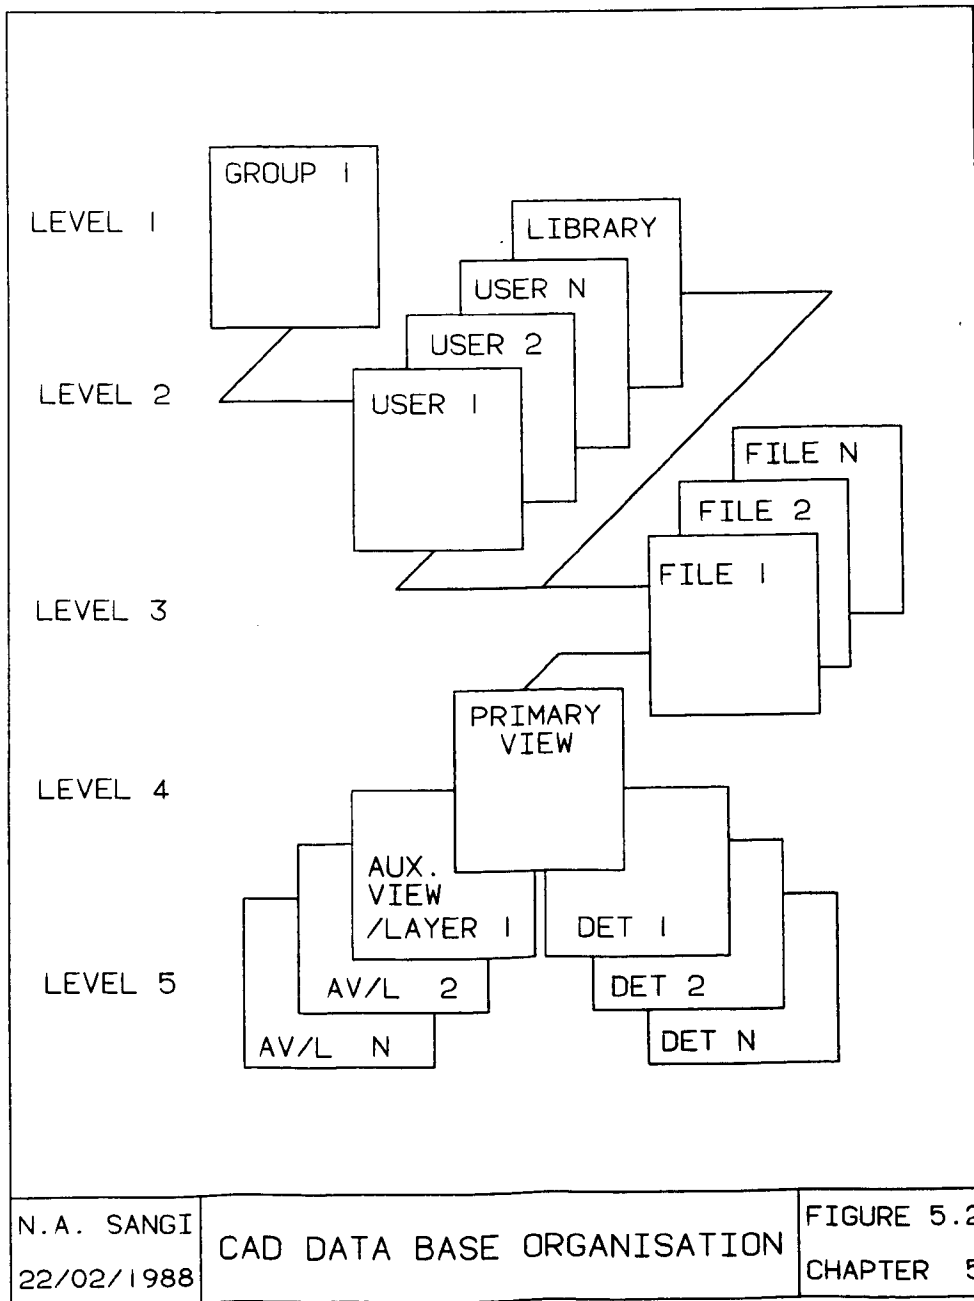 GROUP 1
LEVEL 1
LIBRARY
USER N
USER 2
LEVEL 2
USER 1
FILE N
FILE 2
FILE 1
LEVEL 3
PRIMARY
VIEW
LEVEL 4
AUX.
VIEW
/LAYER 1
DET 1
LEVEL 5
AV/L 2
DET 2
AV/L N
DET N
N.A. SANGI
22/02/1988
CAD DATA BASE ORGANISATION
FIGURE 5.2
CHAPTER 5